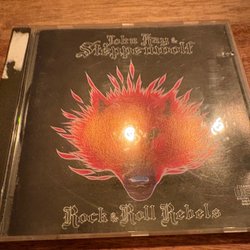 John Kay &
Steppenwolf
Rock & Roll Rebels